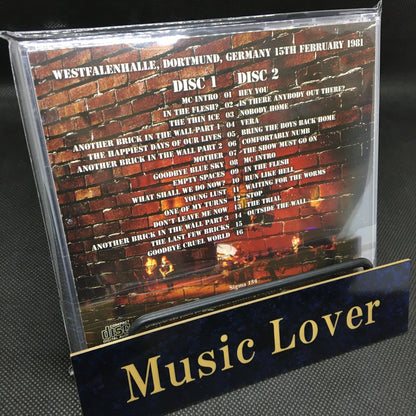 WESTFALENHALLE, DORTMUND, GERMANY 15TH FEBRUARY 1981
DISC 1 DISC 2
MC INTRO 01 HEY YOU
IN THE FLESH? 02 IS THERE ANYBODY OUT THERE?
THE THIN ICE 03 NOBODY HOME
ANOTHER BRICK IN THE WALL PART 1 04 VERA
THE HAPPIEST DAYS OF OUR LIVES 05 BRING THE BOYS BACK HOME
ANOTHER BRICK IN THE WALL PART 2 06 COMFORTABLY NUMB
MOTHER 07 THE SHOW MUST GO ON
GOODBYE BLUE SKY 08 MC INTRO
EMPTY SPACES 09 IN THE FLESH
WHAT SHALL WE DO NOW? 10 RUN LIKE HELL
YOUNG LUST 11 WAITING FOR THE WORMS
ONE OF MY TURNS 12 STOP
DON'T LEAVE ME NOW 13 THE TRIAL
ANOTHER BRICK IN THE WALL PART 3 14 OUTSIDE THE WALL
THE LAST FEW BRICKS 15
GOODBYE CRUEL WORLD 16
COMPACT
disc
DIGITAL AUDIO
Sigma 254
Music Lover